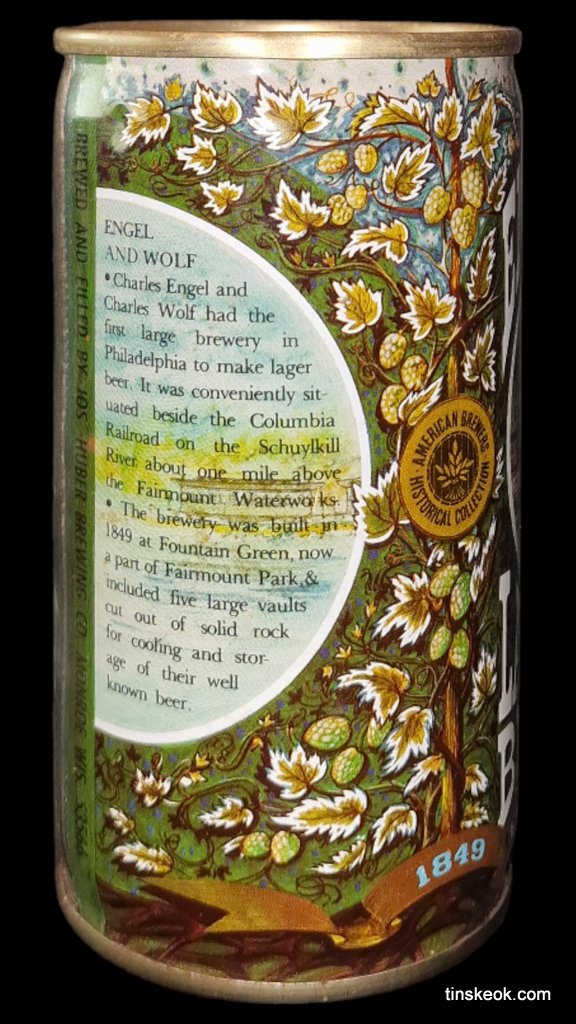 ENGEL
AND WOLF
• Charles Engel and
Charles Wolf had the
first large brewery in
Philadelphia to make lager
beer. It was conveniently sit-
uated beside the Columbia
Railroad on the Schuylkill
River about one mile above
the Fairmount Waterworks.
• The brewery was built in
1849 at Fountain Green, now
a part of Fairmount Park, &
included five large vaults
cut out of solid rock
for cooling and stor-
age of their well
known beer.
BREWED AND FILLED BY JOS. HUBER BREWING CO. MONROE WIS.
AMERICAN BREWERS
HISTORICAL COLLECTION
1849
L
B
tinskeok.com